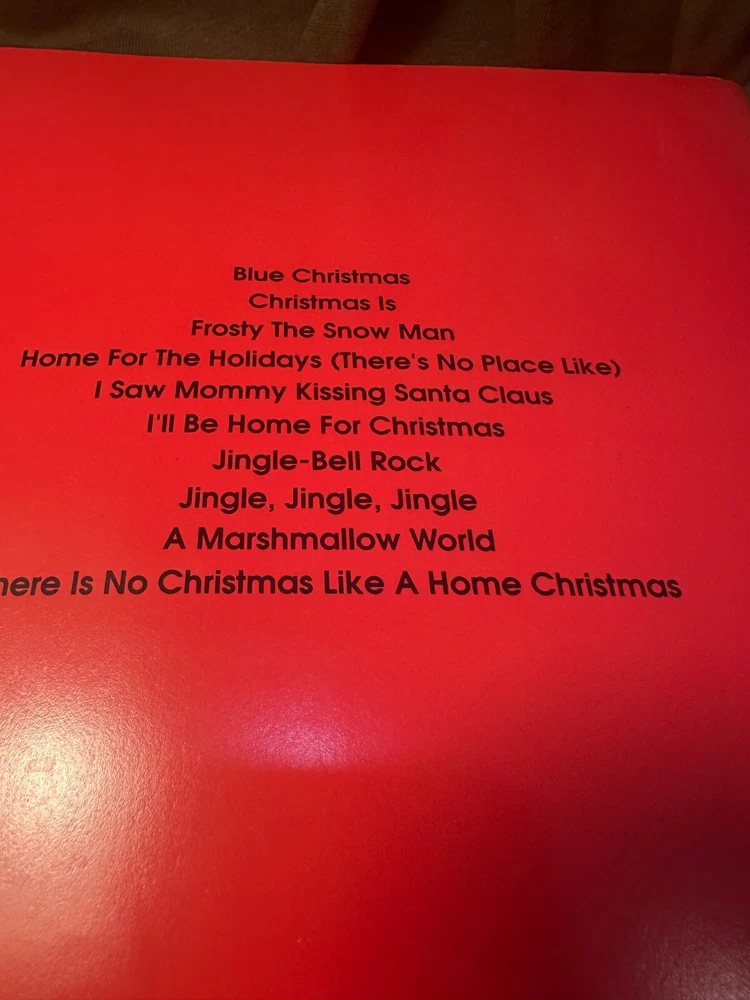 Blue Christmas
Christmas Is
Frosty The Snow Man
Home For The Holidays (There's No Place Like)
I Saw Mommy Kissing Santa Claus
I'll Be Home For Christmas
Jingle-Bell Rock
Jingle, Jingle, Jingle
A Marshmallow World
here Is No Christmas Like A Home Christmas